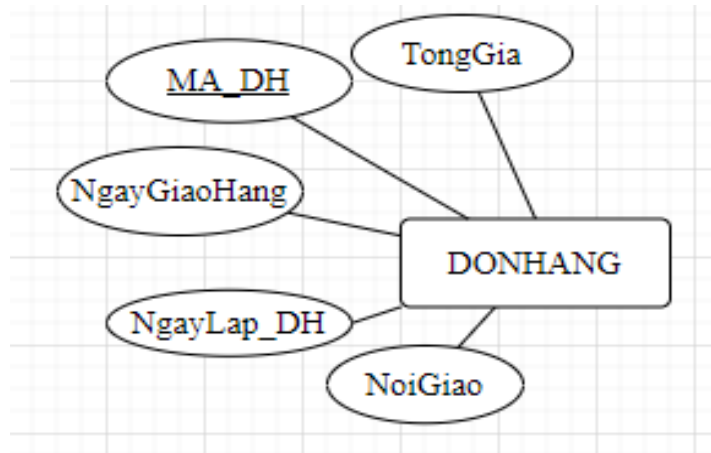 TongGia
MA_DH
NgayGiaoHang
DONHANG
NgayLap_DH
NoiGiao